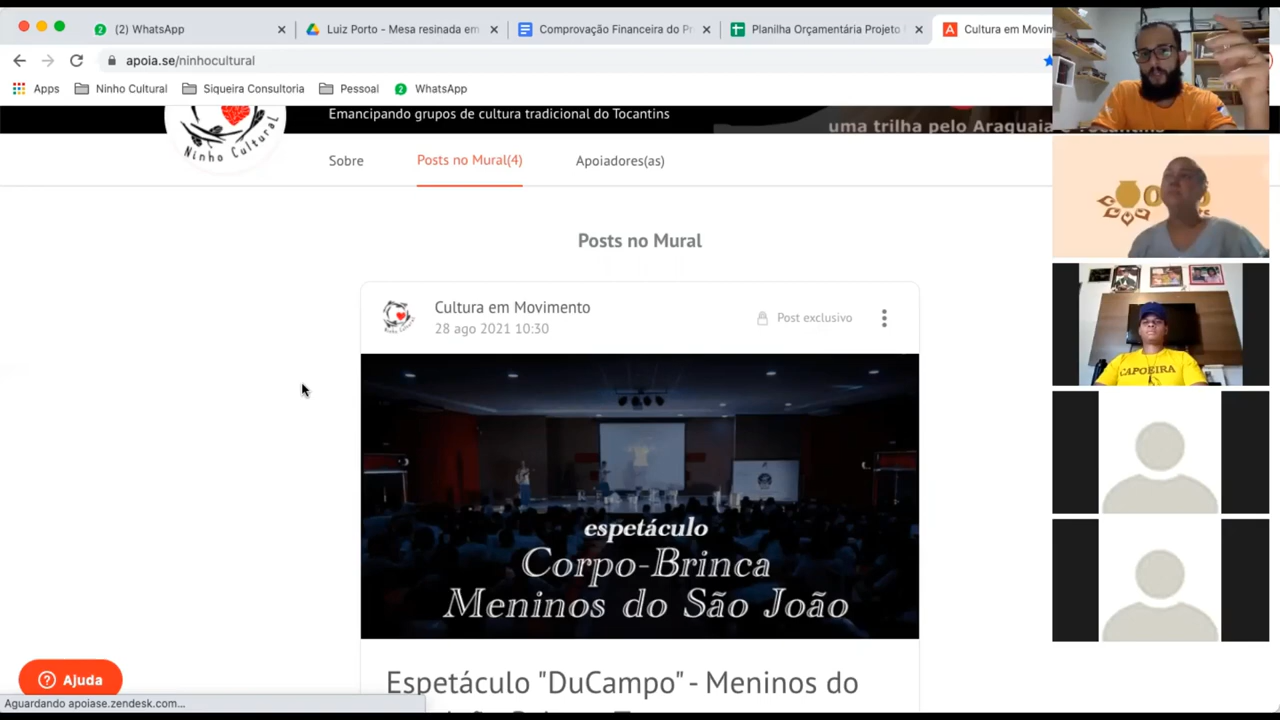 (2) WhatsApp
Luiz Porto - Mesa resinada em
Comprovação Financeira do Pr
Planilha Orçamentária Projeto
Cultura em Movim
apoia.se/ninhocultural
Apps
Ninho Cultural
Siqueira Consultoria
Pessoal
WhatsApp
Ninho Cultural
Emancipando grupos de cultura tradicional do Tocantins
uma trilha pelo Araguaia
Sobre
Posts no Mural(4)
Apoiadores(as)
Posts no Mural
Cultura em Movimento
28 ago 2021 10:30
Post exclusivo
espetáculo
Corpo-Brinca
Meninos do São João
Espetáculo "DuCampo" - Meninos do
Ajuda
Aguardando apoiase.zendesk.com...
CAPOEIRA